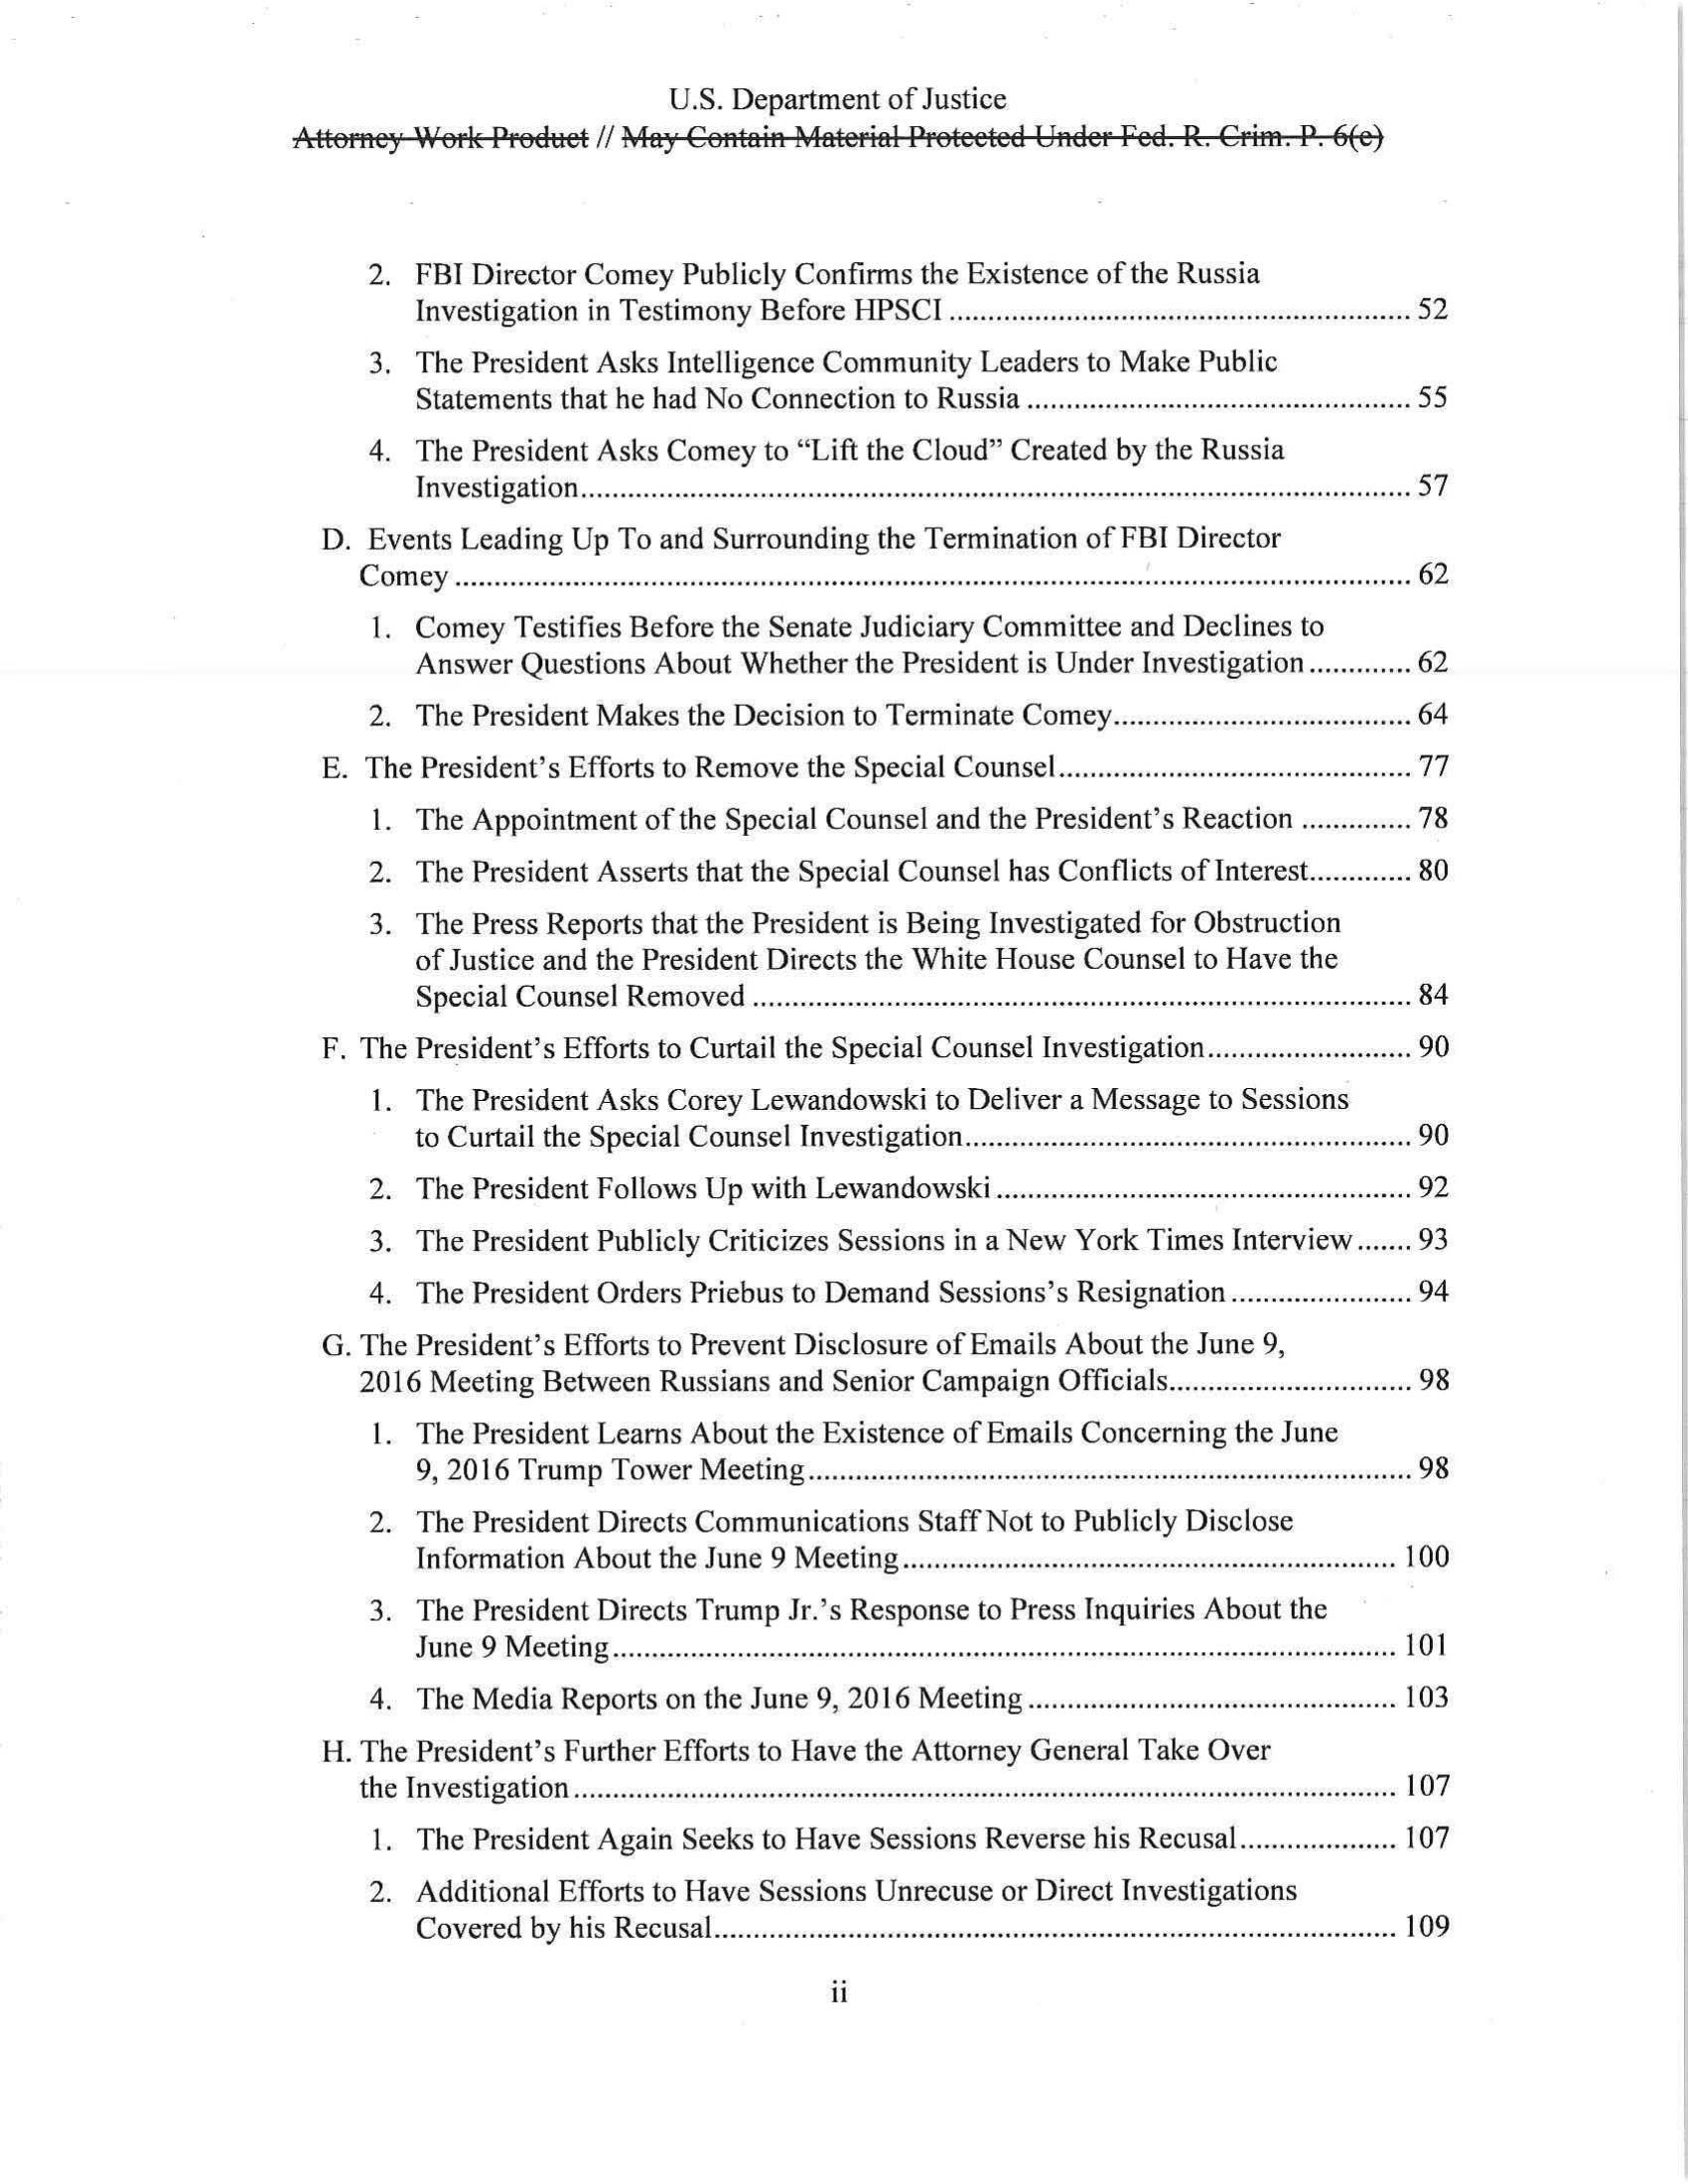 U.S. Department of Justice
Attorney Work Product // May Contain Material Protected Under Fed. R. Crim. P. 6(e)
2. FBI Director Comey Publicly Confirms the Existence of the Russia
Investigation in Testimony Before HPSCI ........................................................... 52
3. The President Asks Intelligence Community Leaders to Make Public
Statements that he had No Connection to Russia ................................................. 55
4. The President Asks Comey to “Lift the Cloud” Created by the Russia
Investigation.......................................................................................................... 57
D. Events Leading Up To and Surrounding the Termination of FBI Director
Comey .......................................................................................................................... 62
1. Comey Testifies Before the Senate Judiciary Committee and Declines to
Answer Questions About Whether the President is Under Investigation ............. 62
2. The President Makes the Decision to Terminate Comey...................................... 64
E. The President’s Efforts to Remove the Special Counsel............................................. 77
1. The Appointment of the Special Counsel and the President’s Reaction .............. 78
2. The President Asserts that the Special Counsel has Conflicts of Interest............. 80
3. The Press Reports that the President is Being Investigated for Obstruction
of Justice and the President Directs the White House Counsel to Have the
Special Counsel Removed .................................................................................... 84
F. The President’s Efforts to Curtail the Special Counsel Investigation.......................... 90
1. The President Asks Corey Lewandowski to Deliver a Message to Sessions
to Curtail the Special Counsel Investigation......................................................... 90
2. The President Follows Up with Lewandowski ..................................................... 92
3. The President Publicly Criticizes Sessions in a New York Times Interview ....... 93
4. The President Orders Priebus to Demand Sessions’s Resignation ....................... 94
G. The President’s Efforts to Prevent Disclosure of Emails About the June 9,
2016 Meeting Between Russians and Senior Campaign Officials............................... 98
1. The President Learns About the Existence of Emails Concerning the June
9, 2016 Trump Tower Meeting............................................................................. 98
2. The President Directs Communications Staff Not to Publicly Disclose
Information About the June 9 Meeting............................................................... 100
3. The President Directs Trump Jr.’s Response to Press Inquiries About the
June 9 Meeting.................................................................................................... 101
4. The Media Reports on the June 9, 2016 Meeting ............................................... 103
H. The President’s Further Efforts to Have the Attorney General Take Over
the Investigation ......................................................................................................... 107
1. The President Again Seeks to Have Sessions Reverse his Recusal.................... 107
2. Additional Efforts to Have Sessions Unrecuse or Direct Investigations
Covered by his Recusal....................................................................................... 109
ii